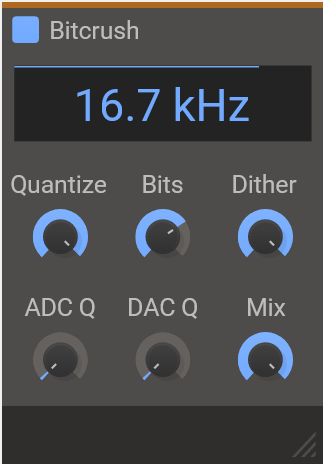 Bitcrush
16.7 kHz
Quantize Bits Dither
ADC Q DAC Q Mix